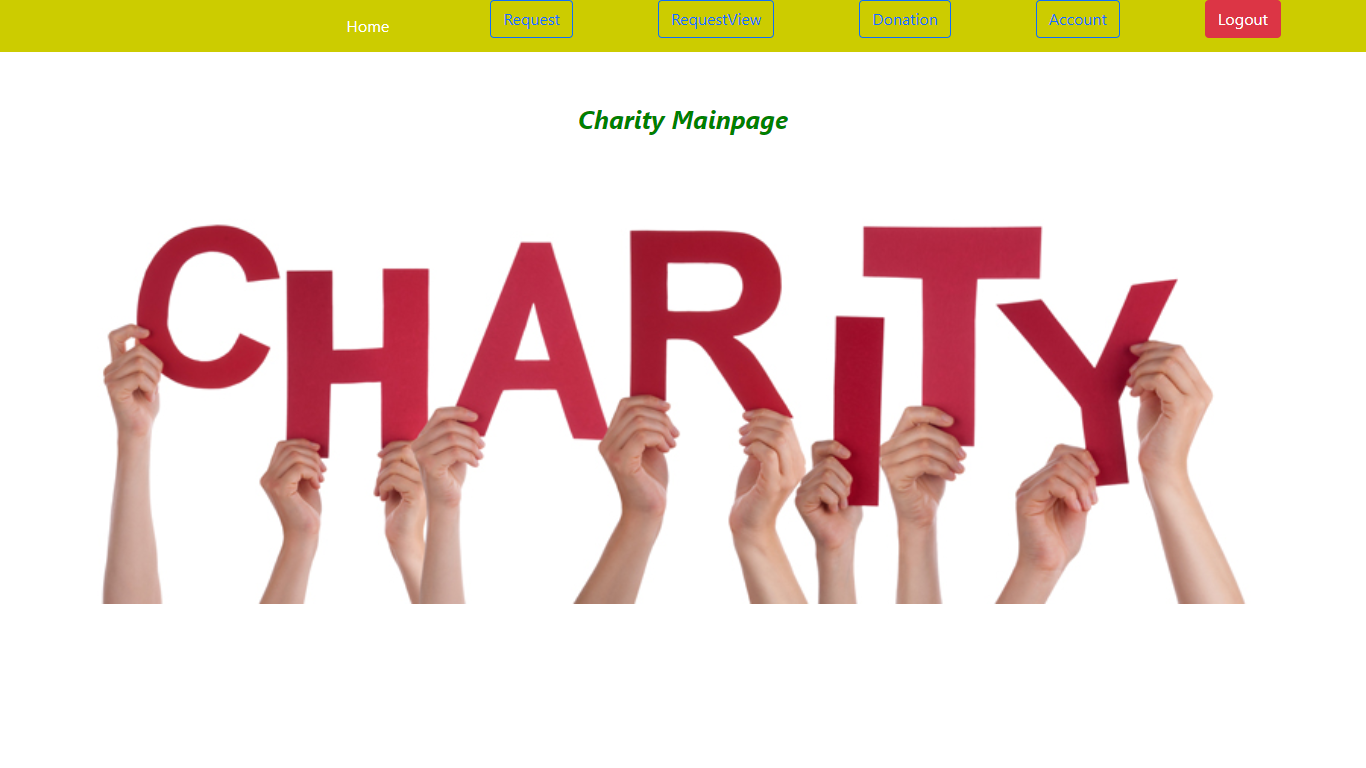 Home Request RequestView Donation Account Logout
Charity Mainpage
CHARITY